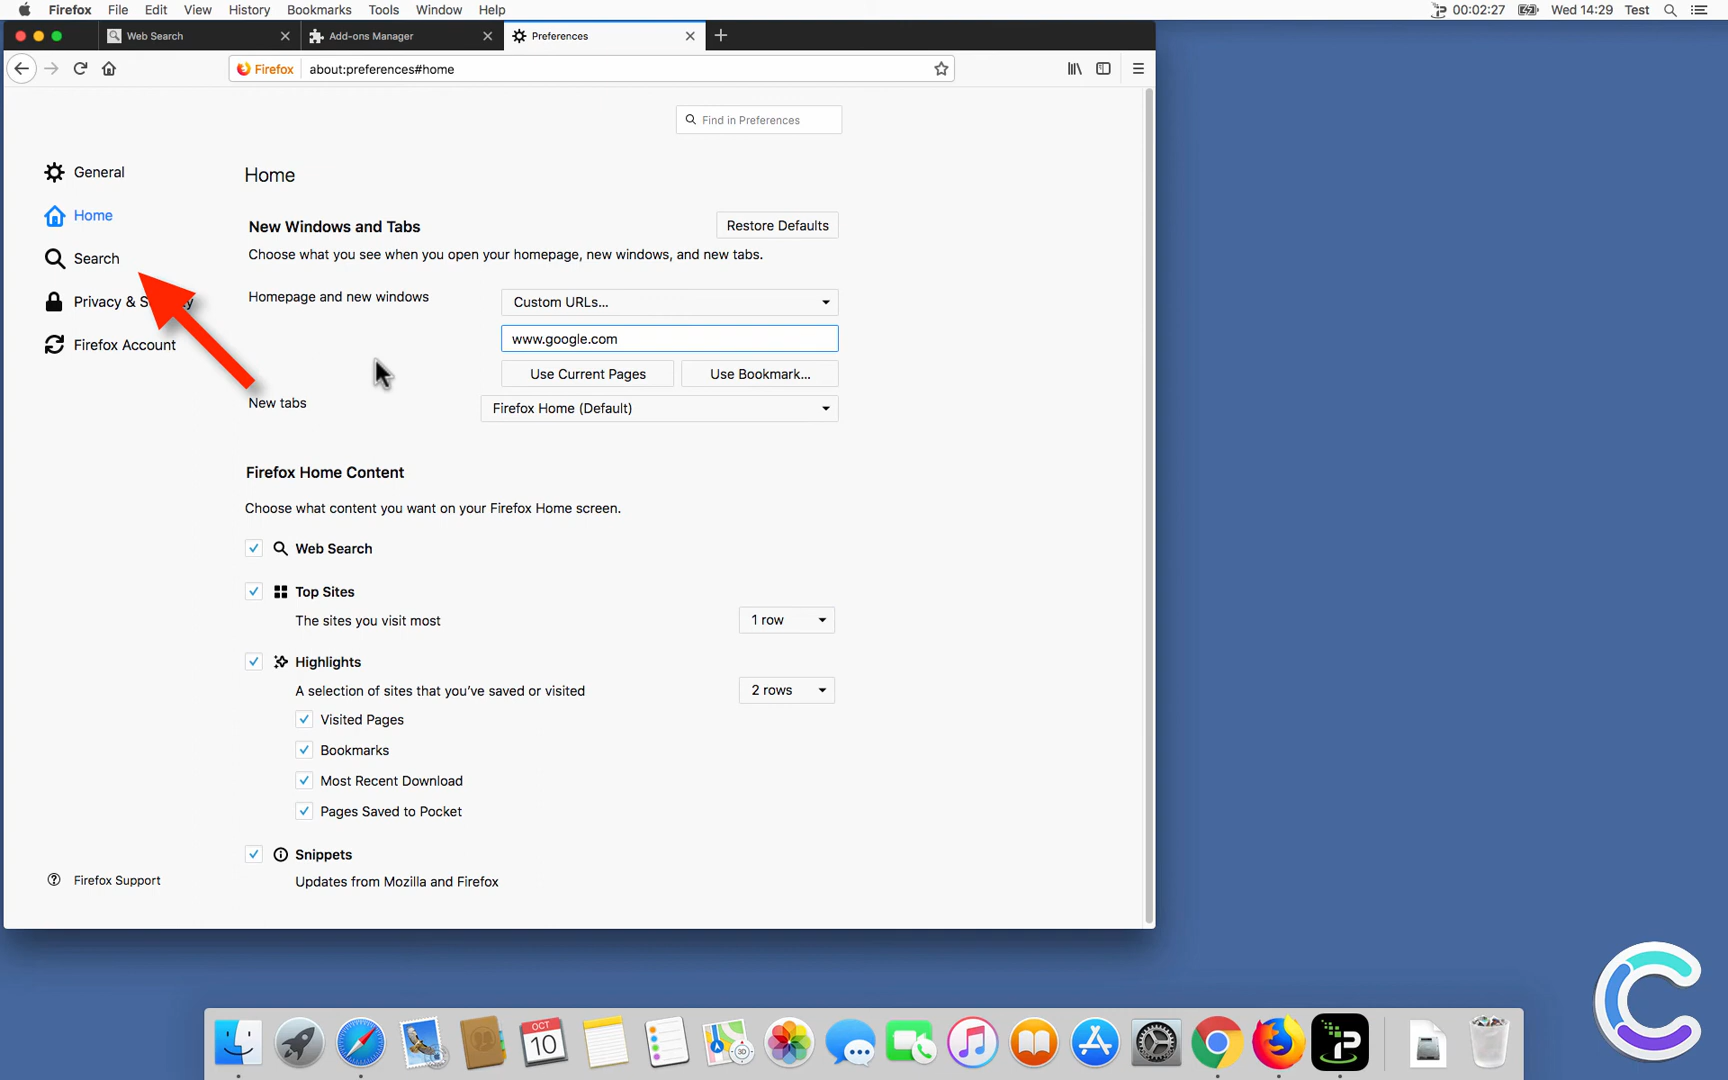 Firefox File Edit View History Bookmarks Tools Window Help 00:02:27 Wed 14:29 Test
Web Search Add-ons Manager Preferences
Firefox about:preferences#home
Find in Preferences
General
Home
Search
Privacy & S ty
Firefox Account
Firefox Support
Home
New Windows and Tabs
Restore Defaults
Choose what you see when you open your homepage, new windows, and new tabs.
Homepage and new windows
Custom URLs...
www.google.com
Use Current Pages Use Bookmark...
New tabs
Firefox Home (Default)
Firefox Home Content
Choose what content you want on your Firefox Home screen.
Web Search
Top Sites
The sites you visit most
1 row
Highlights
A selection of sites that you've saved or visited
2 rows
Visited Pages
Bookmarks
Most Recent Download
Pages Saved to Pocket
Snippets
Updates from Mozilla and Firefox
OCT
10
3D